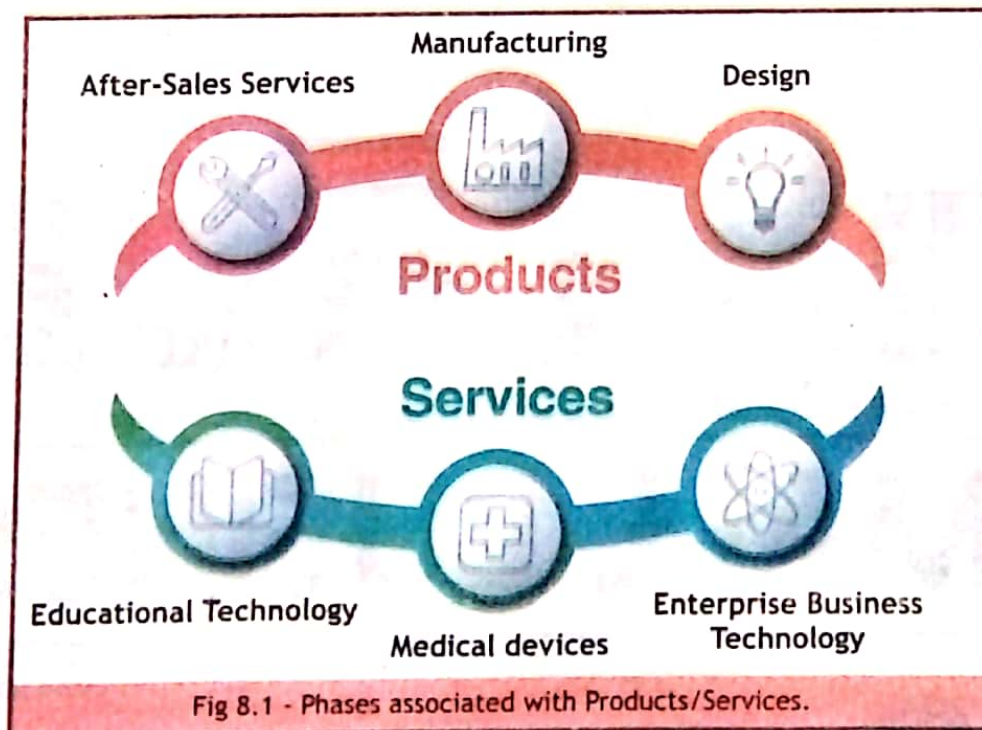 Manufacturing
After-Sales Services
Design
Products
Services
Educational Technology
Medical devices
Enterprise Business
Technology
Fig 8.1 - Phases associated with Products/Services.